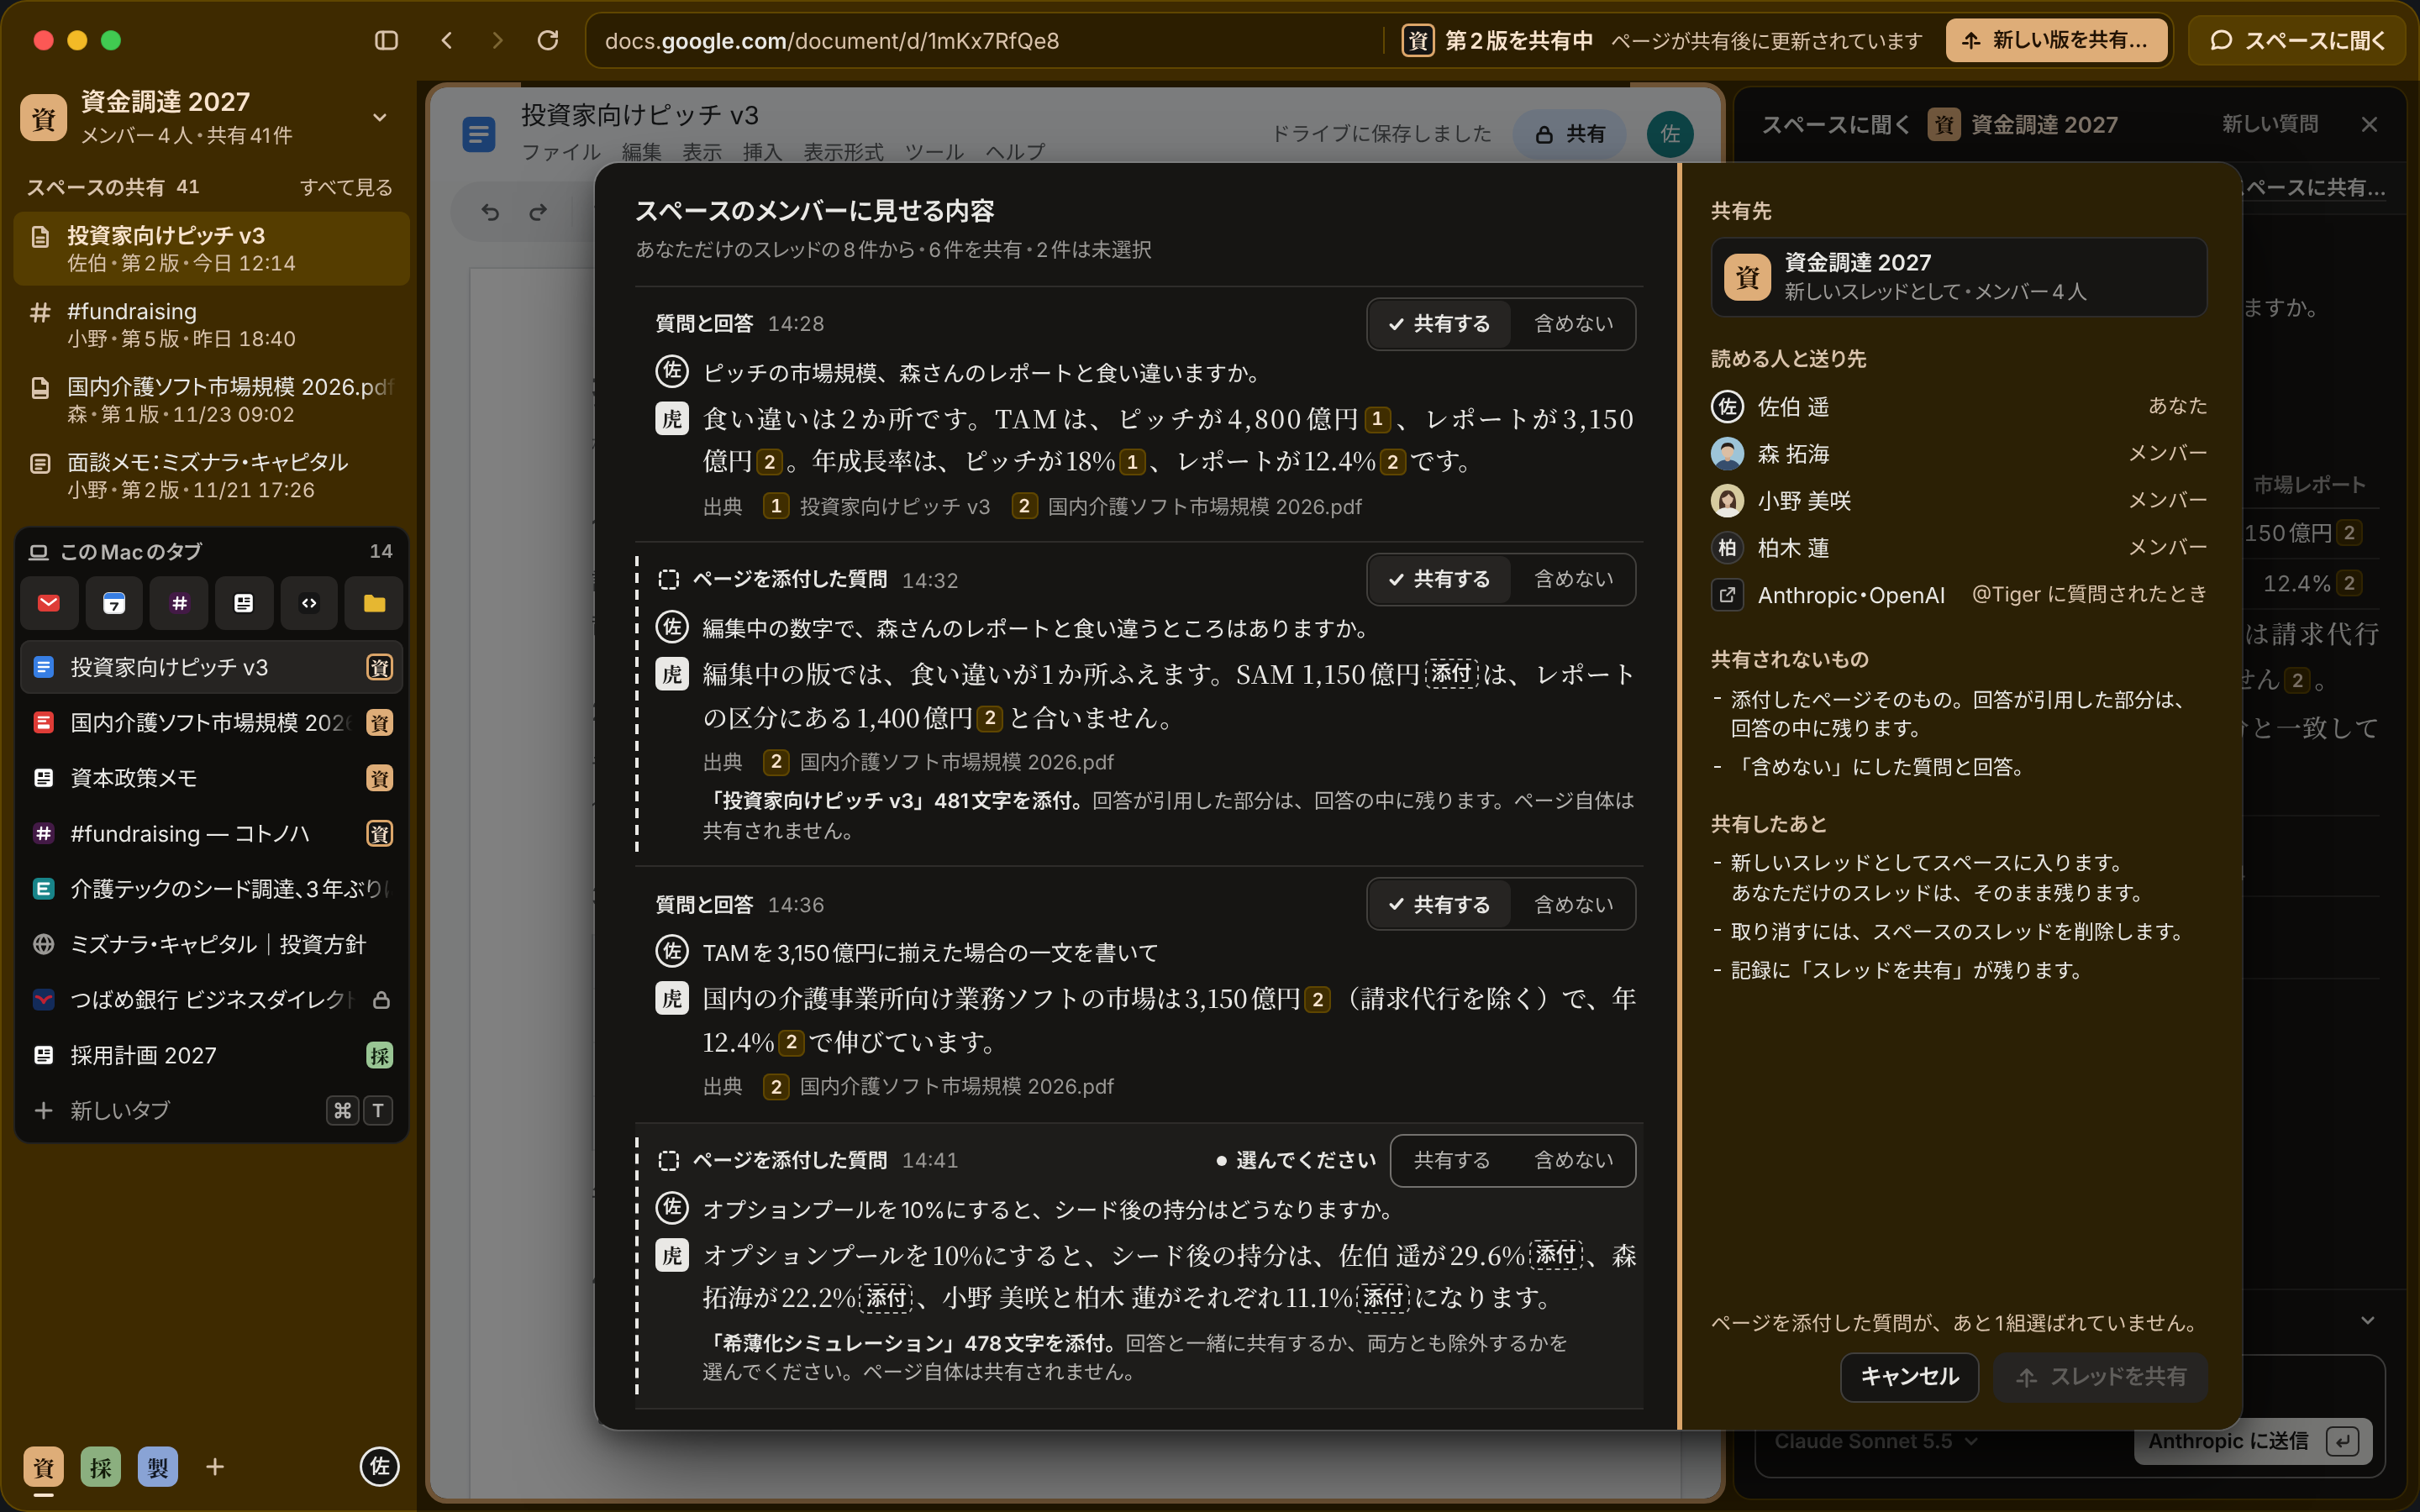 docs.google.com/document/d/1mKx7RfQe8
資 第2版を共有中 ページが共有後に更新されています
新しい版を共有…
スペースに聞く
資 資金調達 2027
メンバー4人・共有41件
スペースの共有 41 すべて見る
投資家向けピッチ v3
佐伯・第2版・今日 12:14
#fundraising
小野・第5版・昨日 18:40
国内介護ソフト市場規模 2026.pdf
森・第1版・11/23 09:02
面談メモ：ミズナラ・キャピタル
小野・第2版・11/21 17:26
このMacのタブ 14
7
投資家向けピッチ v3 資
国内介護ソフト市場規模 202 資
資本政策メモ 資
#fundraising — コトノハ 資
介護テックのシード調達、3年ぶり
ミズナラ・キャピタル｜投資方針
つばめ銀行 ビジネスダイレクト
採用計画 2027 採
新しいタブ ⌘ T
資 採 製 佐
投資家向けピッチ v3
ファイル 編集 表示 挿入 表示形式 ツール ヘルプ
ドライブに保存しました
共有
佐
スペースに聞く 資 資金調達 2027 新しい質問
ペースに共有…
ますか。
市場レポート
150億円 2
12.4% 2
は請求代行
せん 2 。
と一致して
Claude Sonnet 5.5
Anthropic に送信
スペースのメンバーに見せる内容
あなただけのスレッドの8件から・6件を共有・2件は未選択
質問と回答 14:28 共有する 含めない
佐 ピッチの市場規模、森さんのレポートと食い違いますか。
虎 食い違いは2か所です。TAMは、ピッチが4,800億円 1 、レポートが3,150
億円 2 。年成長率は、ピッチが18% 1 、レポートが12.4% 2 です。
出典 1 投資家向けピッチ v3 2 国内介護ソフト市場規模 2026.pdf
ページを添付した質問 14:32 共有する 含めない
佐 編集中の数字で、森さんのレポートと食い違うところはありますか。
虎 編集中の版では、食い違いが1か所ふえます。SAM 1,150億円 添付 は、レポート
の区分にある1,400億円 2 と合いません。
出典 2 国内介護ソフト市場規模 2026.pdf
「投資家向けピッチ v3」481文字を添付。回答が引用した部分は、回答の中に残ります。ページ自体は
共有されません。
質問と回答 14:36 共有する 含めない
佐 TAMを3,150億円に揃えた場合の一文を書いて
虎 国内の介護事業所向け業務ソフトの市場は3,150億円 2 （請求代行を除く）で、年
12.4% 2 で伸びています。
出典 2 国内介護ソフト市場規模 2026.pdf
ページを添付した質問 14:41 選んでください 共有する 含めない
佐 オプションプールを10%にすると、シード後の持分はどうなりますか。
虎 オプションプールを10%にすると、シード後の持分は、佐伯 遥が29.6% 添付 、森
拓海が22.2% 添付 、小野 美咲と柏木 蓮がそれぞれ11.1% 添付 になります。
「希薄化シミュレーション」478文字を添付。回答と一緒に共有するか、両方とも除外するかを
選んでください。ページ自体は共有されません。
共有先
資 資金調達 2027
新しいスレッドとして・メンバー4人
読める人と送り先
佐 佐伯 遥 あなた
森 拓海 メンバー
小野 美咲 メンバー
柏 柏木 蓮 メンバー
Anthropic・OpenAI @Tiger に質問されたとき
共有されないもの
- 添付したページそのもの。回答が引用した部分は、
回答の中に残ります。
- 「含めない」にした質問と回答。
共有したあと
- 新しいスレッドとしてスペースに入ります。
あなただけのスレッドは、そのまま残ります。
- 取り消すには、スペースのスレッドを削除します。
- 記録に「スレッドを共有」が残ります。
ページを添付した質問が、あと1組選ばれていません。
キャンセル スレッドを共有